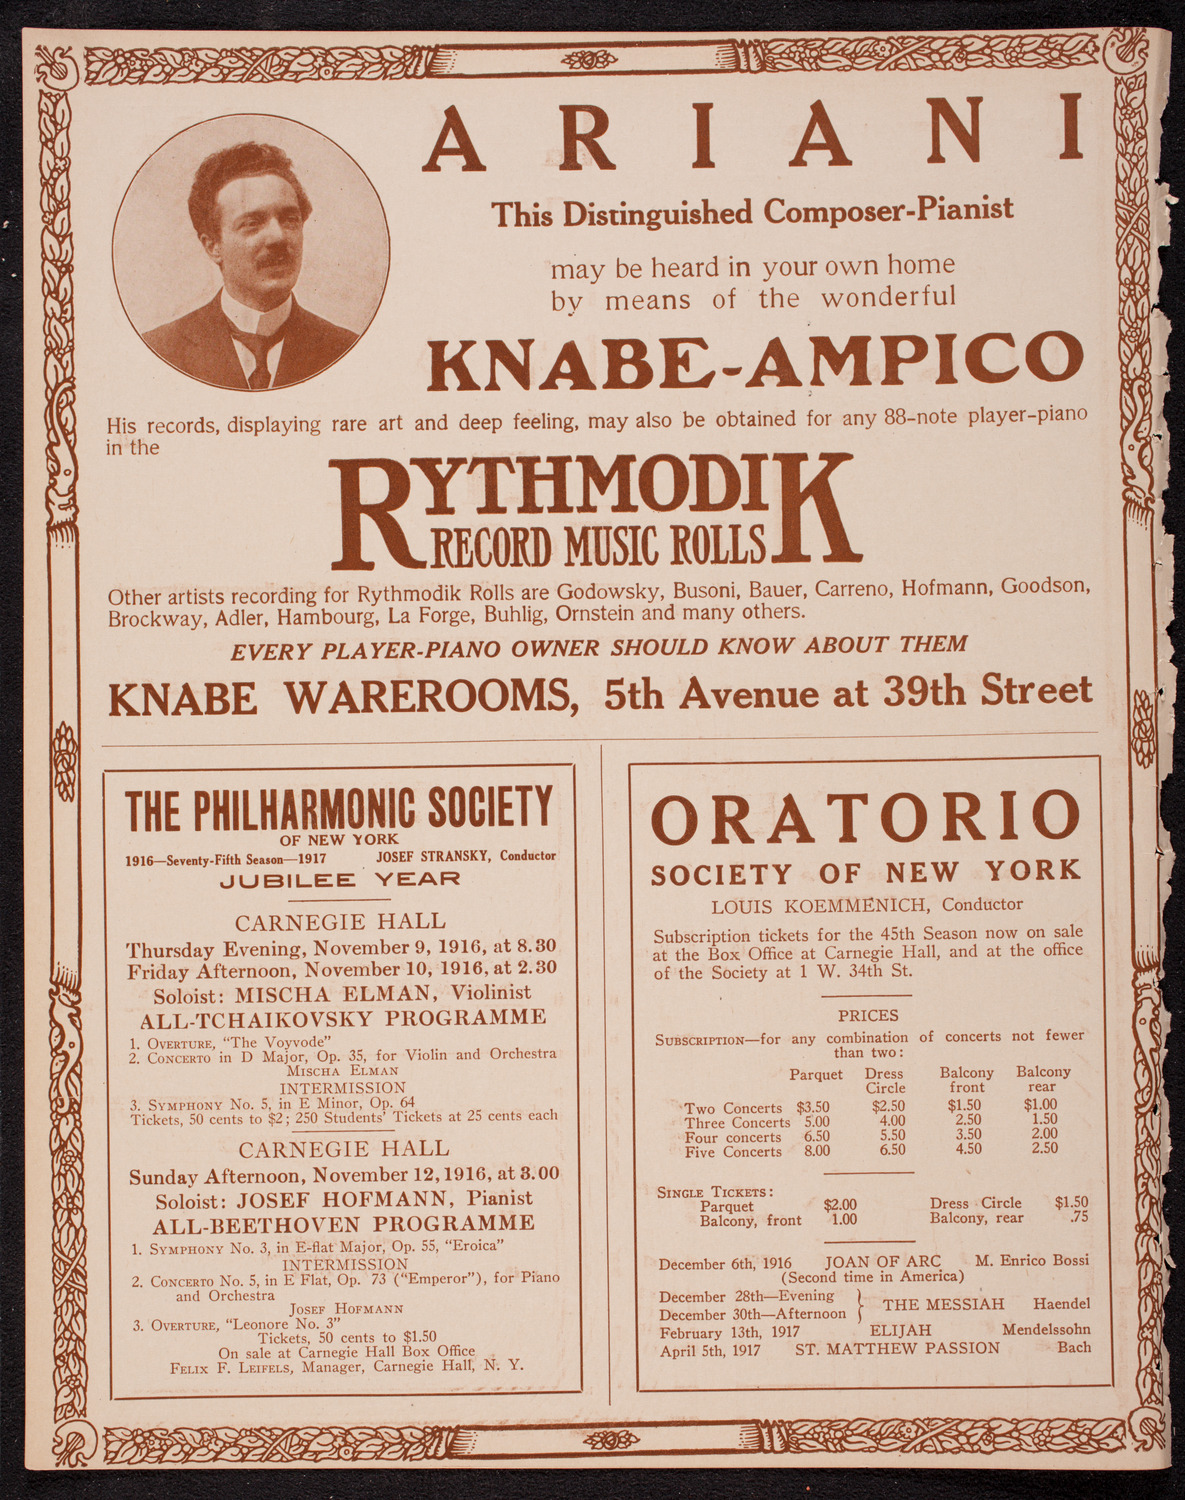 ARIANI
This Distinguished Composer-Pianist
may be heard in your own home
by means of the wonderful
KNABE-AMPICO
His records, displaying rare art and deep feeling, may also be obtained for any 88-note player-piano
in the
RYTHMODIK
RECORD MUSIC ROLLS
Other artists recording for Rythmodik Rolls are Godowsky, Busoni, Bauer, Carreno, Hofmann, Goodson,
Brockway, Adler, Hambourg, La Forge, Buhlig, Ornstein and many others.
EVERY PLAYER-PIANO OWNER SHOULD KNOW ABOUT THEM
KNABE WAREROOMS, 5th Avenue at 39th Street
THE PHILHARMONIC SOCIETY
OF NEW YORK
1916—Seventy-Fifth Season—1917 JOSEF STRANSKY, Conductor
JUBILEE YEAR
CARNEGIE HALL
Thursday Evening, November 9, 1916, at 8.30
Friday Afternoon, November 10, 1916, at 2.30
Soloist: MISCHA ELMAN, Violinist
ALL-TCHAIKOVSKY PROGRAMME
1. OVERTURE, “The Voyvode”
2. CONCERTO in D Major, Op. 35, for Violin and Orchestra
MISCHA ELMAN
INTERMISSION
3. SYMPHONY No. 5, in E Minor, Op. 64
Tickets, 50 cents to $2; 250 Students' Tickets at 25 cents each
CARNEGIE HALL
Sunday Afternoon, November 12, 1916, at 3.00
Soloist: JOSEF HOFMANN, Pianist
ALL-BEETHOVEN PROGRAMME
1. SYMPHONY No. 3, in E-flat Major, Op. 55, “Eroica”
INTERMISSION
2. CONCERTO No. 5, in E Flat, Op. 73 (“Emperor”), for Piano
and Orchestra
JOSEF HOFMANN
3. OVERTURE, “Leonore No. 3”
Tickets, 50 cents to $1.50
On sale at Carnegie Hall Box Office
FELIX F. LEIFELS, Manager, Carnegie Hall, N. Y.
ORATORIO
SOCIETY OF NEW YORK
LOUIS KOEMMENICH, Conductor
Subscription tickets for the 45th Season now on sale
at the Box Office at Carnegie Hall, and at the office
of the Society at 1 W. 34th St.
PRICES
SUBSCRIPTION—for any combination of concerts not fewer
than two:
Parquet Dress Balcony Balcony
Circle front rear
Two Concerts $3.50 $2.50 $1.50 $1.00
Three Concerts 5.00 4.00 2.50 1.50
Four concerts 6.50 5.50 3.50 2.00
Five Concerts 8.00 6.50 4.50 2.50
SINGLE TICKETS:
Parquet $2.00 Dress Circle $1.50
Balcony, front 1.00 Balcony, rear .75
December 6th, 1916 JOAN OF ARC M. Enrico Bossi
(Second time in America)
December 28th—Evening
December 30th—Afternoon } THE MESSIAH Haendel
February 13th, 1917 ELIJAH Mendelssohn
April 5th, 1917 ST. MATTHEW PASSION Bach